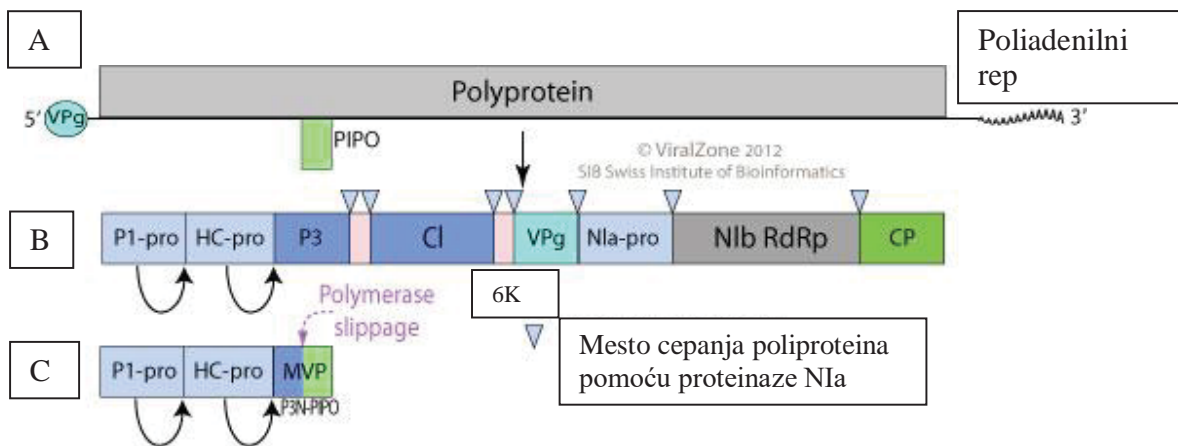 A
Poliadenilni
rep
Polyprotein
5' VPg
3'
PIPO
© ViralZone 2012
SIB Swiss Institute of Bioinformatics
B
P1-pro HC-pro P3 CI VPg NIa-pro NIb RdRp CP
6K
Polymerase
slippage
Mesto cepanja poliproteina
pomoću proteinaze NIa
C
P1-pro HC-pro MVP
P3N-PIPO